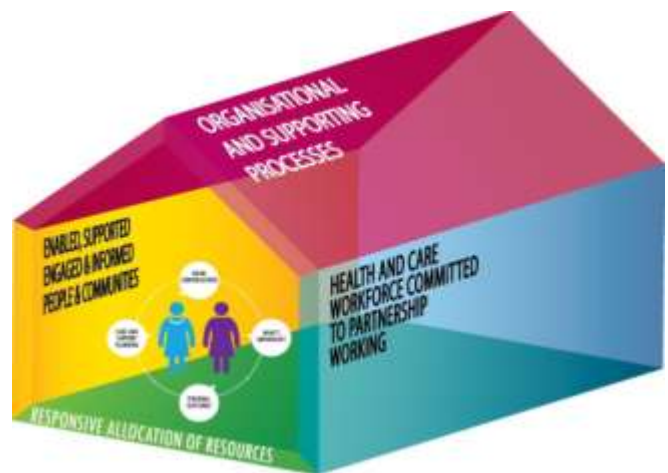 ORGANISATIONAL
AND SUPPORTING
PROCESSES
ENABLED, SUPPORTED
ENGAGED & INFORMED
PEOPLE & COMMUNITIES
HEALTH AND CARE
WORKFORCE COMMITTED
TO PARTNERSHIP
WORKING
RESPONSIVE ALLOCATION OF RESOURCES